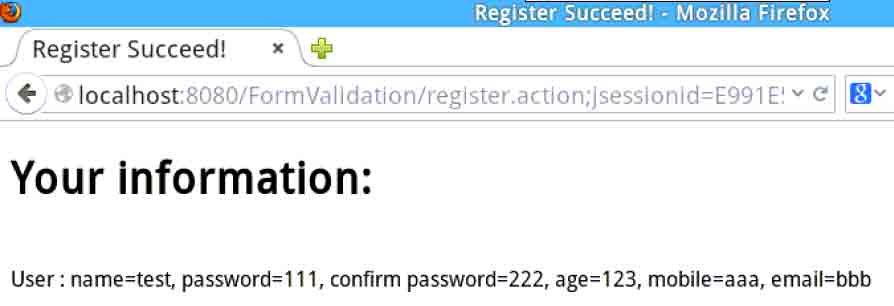 Register Succeed! - Mozilla Firefox
Register Succeed!
localhost:8080/FormValidation/register.action;jsessionid=E991E
Your information:
User : name=test, password=111, confirm password=222, age=123, mobile=aaa, email=bbb